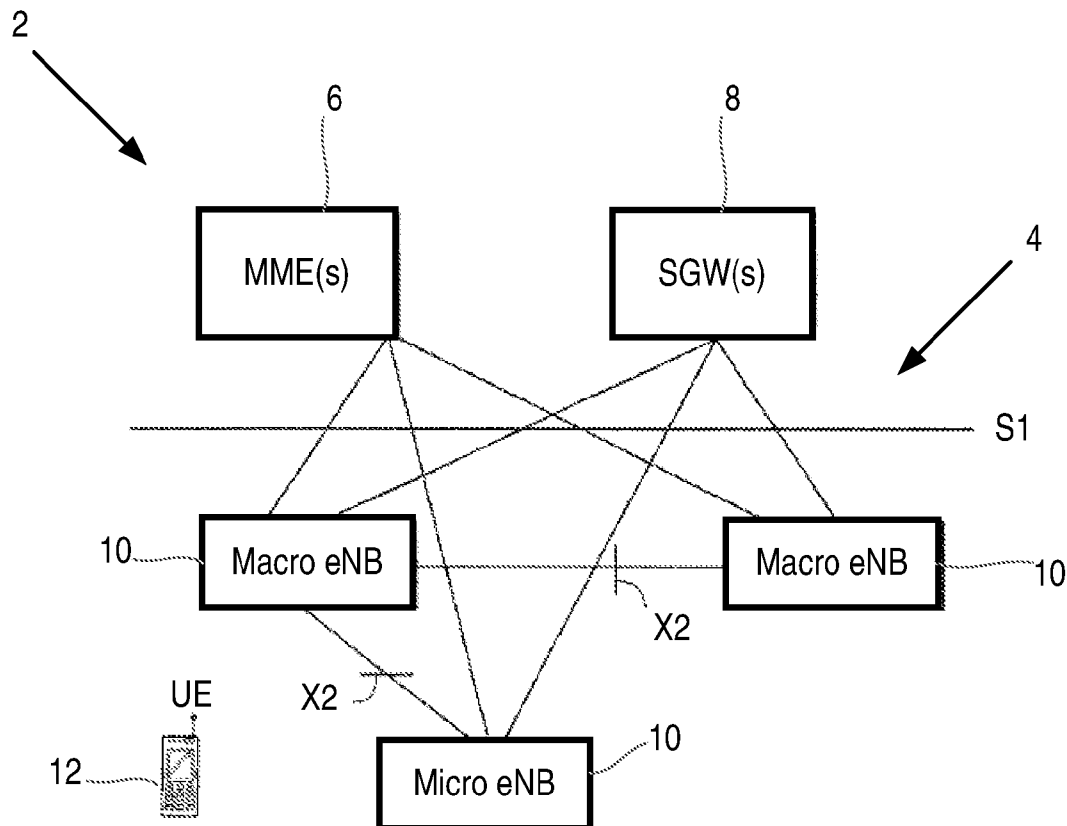 2
6
8
4
MME(s)
SGW(s)
S1
10
Macro eNB
Macro eNB
10
X2
X2
UE
12
10
Micro eNB